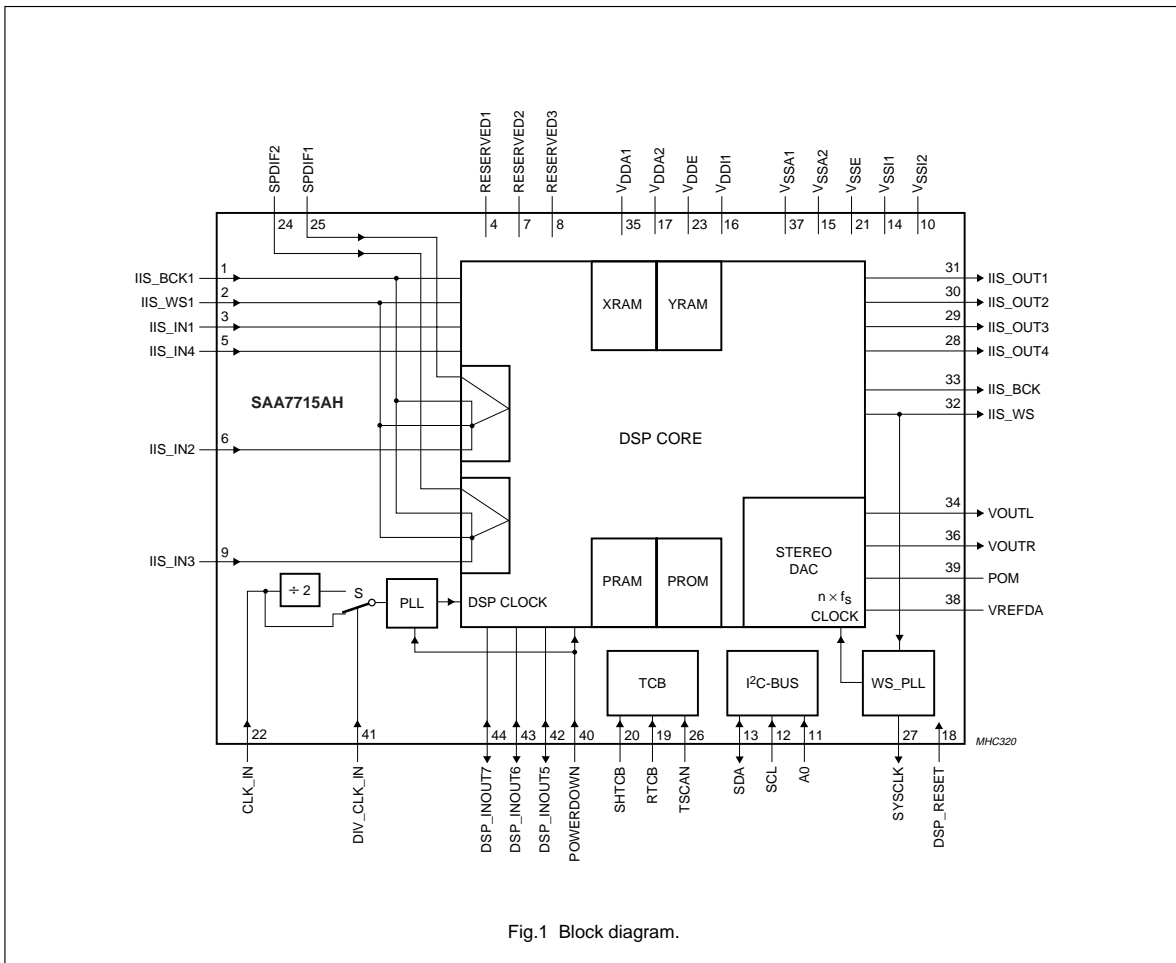 SPDIF2
SPDIF1
RESERVED1
RESERVED2
RESERVED3
VDDA1
VDDA2
VDDE
VDDI1
VSSA1
VSSA2
VSSE
VSSI1
VSSI2
24
25
4
7
8
35
17
23
16
37
15
21
14
10
IIS_BCK1
1
IIS_WS1
2
IIS_IN1
3
IIS_IN4
5
SAA7715AH
IIS_IN2
6
IIS_IN3
9
XRAM
YRAM
DSP CORE
31
IIS_OUT1
30
IIS_OUT2
29
IIS_OUT3
28
IIS_OUT4
33
IIS_BCK
32
IIS_WS
34
VOUTL
36
VOUTR
39
POM
38
VREFDA
÷ 2
S
PLL
DSP CLOCK
PRAM
PROM
STEREO
DAC
n × fs
CLOCK
TCB
I²C-BUS
WS_PLL
22
41
44
43
42
40
20
19
26
13
12
11
27
18
MHC320
CLK_IN
DIV_CLK_IN
DSP_INOUT7
DSP_INOUT6
DSP_INOUT5
POWERDOWN
SHTCB
RTCB
TSCAN
SDA
SCL
A0
SYSCLK
DSP_RESET
Fig.1 Block diagram.